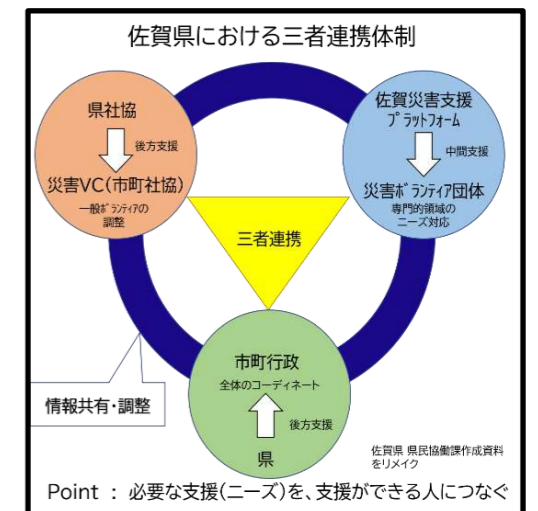 佐賀県における三者連携体制
県社協
後方支援
災害VC(市町社協)
一般ボランティアの
調整
佐賀災害支援
プラットフォーム
中間支援
災害ボランティア団体
専門的領域の
ニーズ対応
三者連携
市町行政
全体のコーディネート
後方支援
県
情報共有・調整
佐賀県 県民協働課作成資料
をリメイク
Point : 必要な支援(ニーズ)を、支援ができる人につなぐ